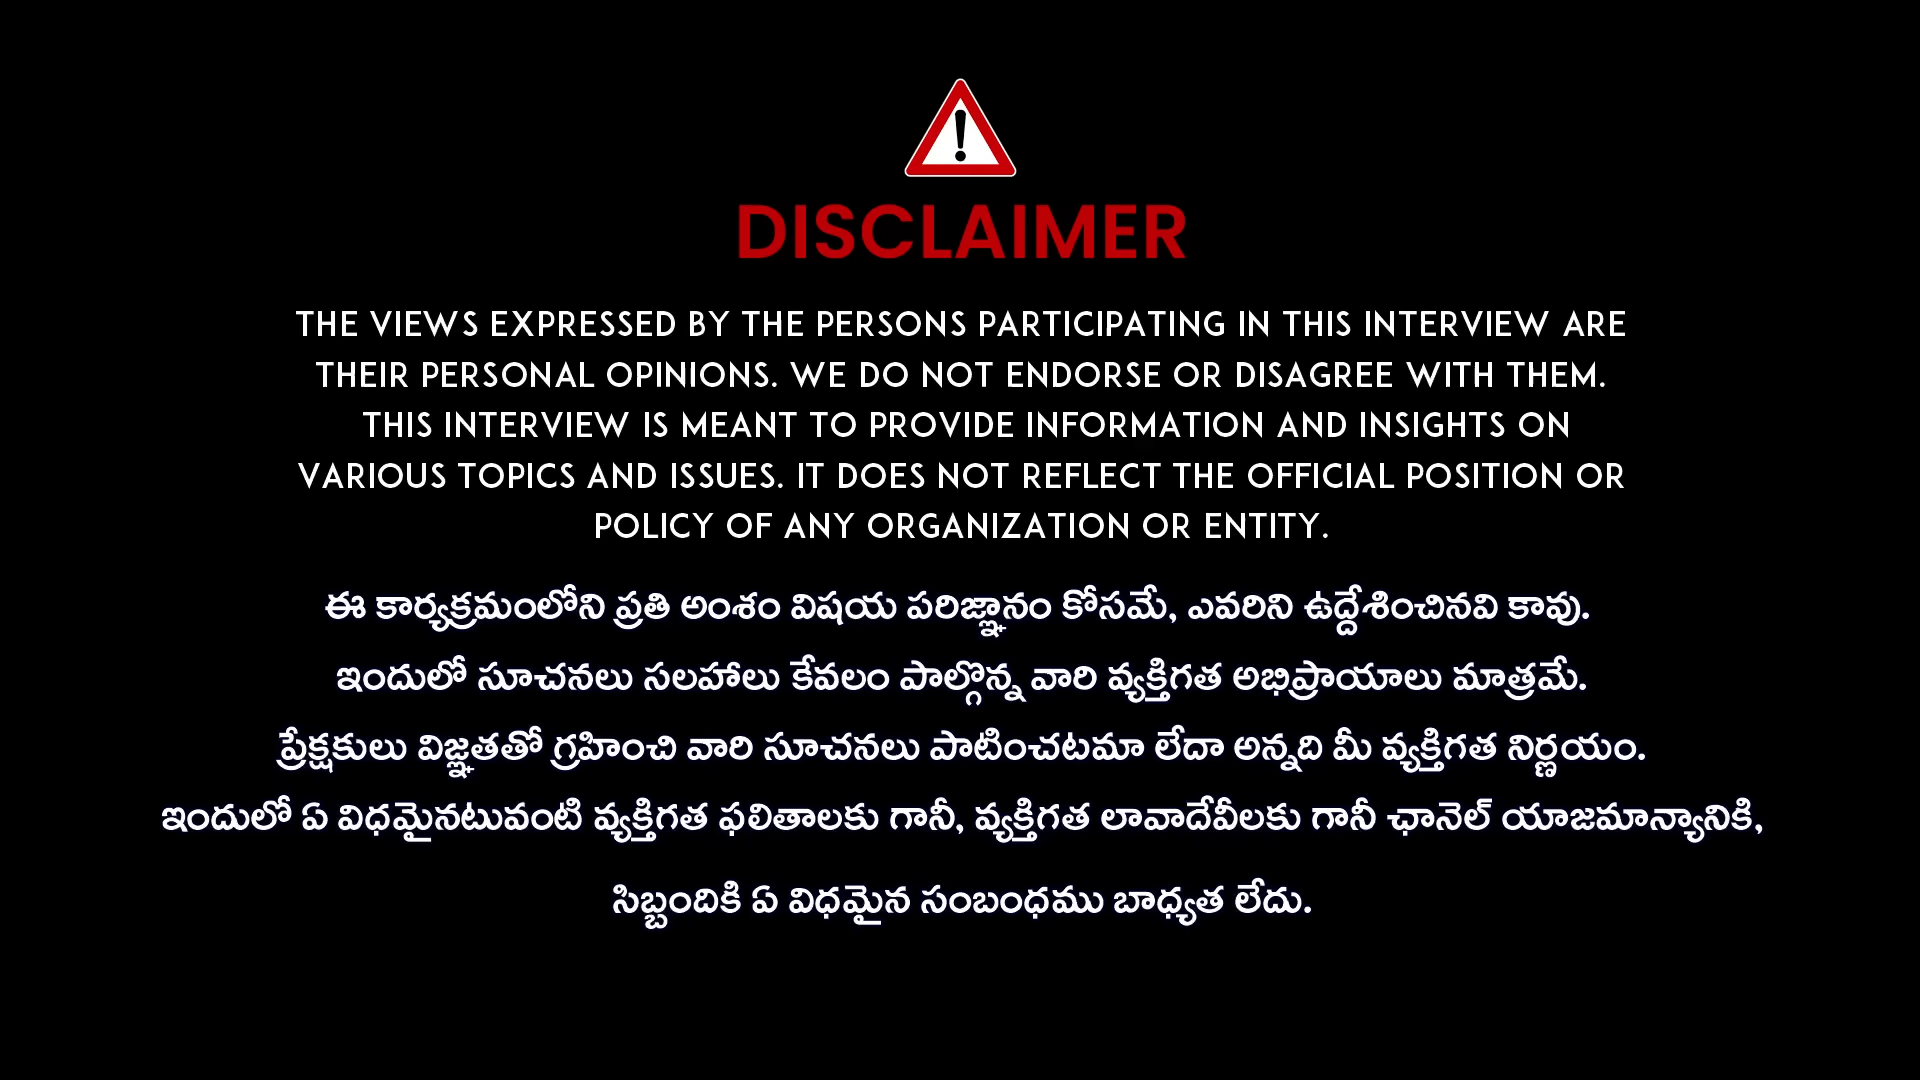 DISCLAIMER
THE VIEWS EXPRESSED BY THE PERSONS PARTICIPATING IN THIS INTERVIEW ARE
THEIR PERSONAL OPINIONS. WE DO NOT ENDORSE OR DISAGREE WITH THEM.
THIS INTERVIEW IS MEANT TO PROVIDE INFORMATION AND INSIGHTS ON
VARIOUS TOPICS AND ISSUES. IT DOES NOT REFLECT THE OFFICIAL POSITION OR
POLICY OF ANY ORGANIZATION OR ENTITY.
ఈ కార్యక్రమంలోని ప్రతి అంశం విషయ పరిజ్ఞానం కోసమే, ఎవరిని ఉద్దేశించినవి కావు.
ఇందులో సూచనలు సలహాలు కేవలం పాల్గొన్న వారి వ్యక్తిగత అభిప్రాయాలు మాత్రమే.
ప్రేక్షకులు విజ్ఞతతో గ్రహించి వారి సూచనలు పాటించటమా లేదా అన్నది మీ వ్యక్తిగత నిర్ణయం.
ఇందులో ఏ విధమైనటువంటి వ్యక్తిగత ఫలితాలకు గానీ, వ్యక్తిగత లావాదేవీలకు గానీ ఛానెల్ యాజమాన్యానికి,
సిబ్బందికి ఏ విధమైన సంబంధము బాధ్యత లేదు.